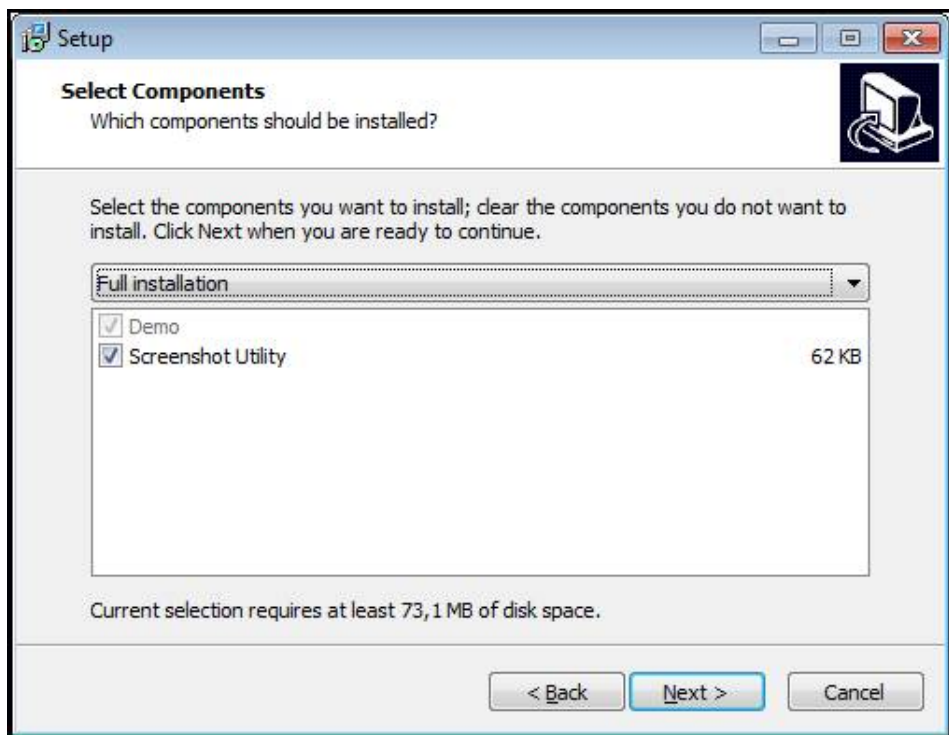 Setup
Select Components
Which components should be installed?
Select the components you want to install; clear the components you do not want to
install. Click Next when you are ready to continue.
Full installation
Demo
Screenshot Utility 62 KB
Current selection requires at least 73,1 MB of disk space.
< Back Next > Cancel